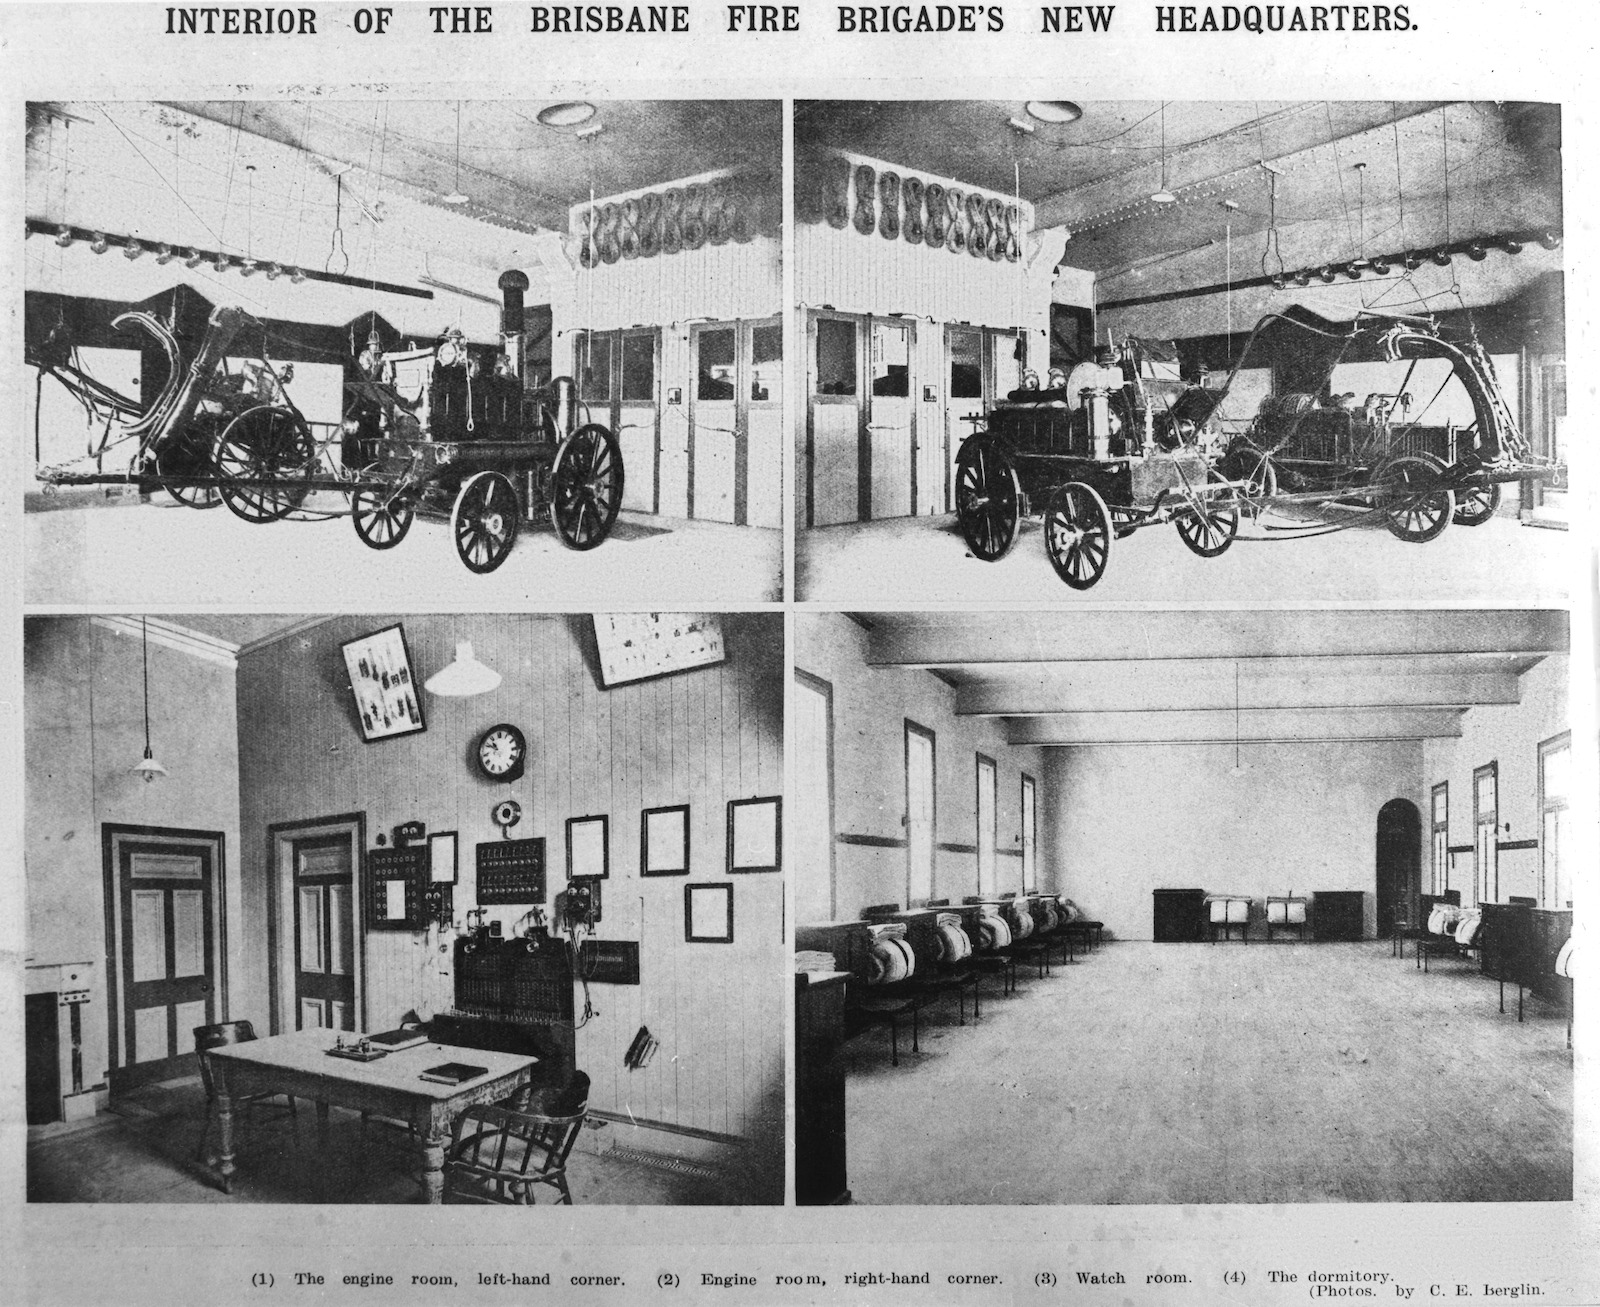 INTERIOR OF THE BRISBANE FIRE BRIGADE'S NEW HEADQUARTERS.
(1) The engine room, left-hand corner. (2) Engine room, right-hand corner. (3) Watch room. (4) The dormitory.
(Photos. by C. E. Berglin.